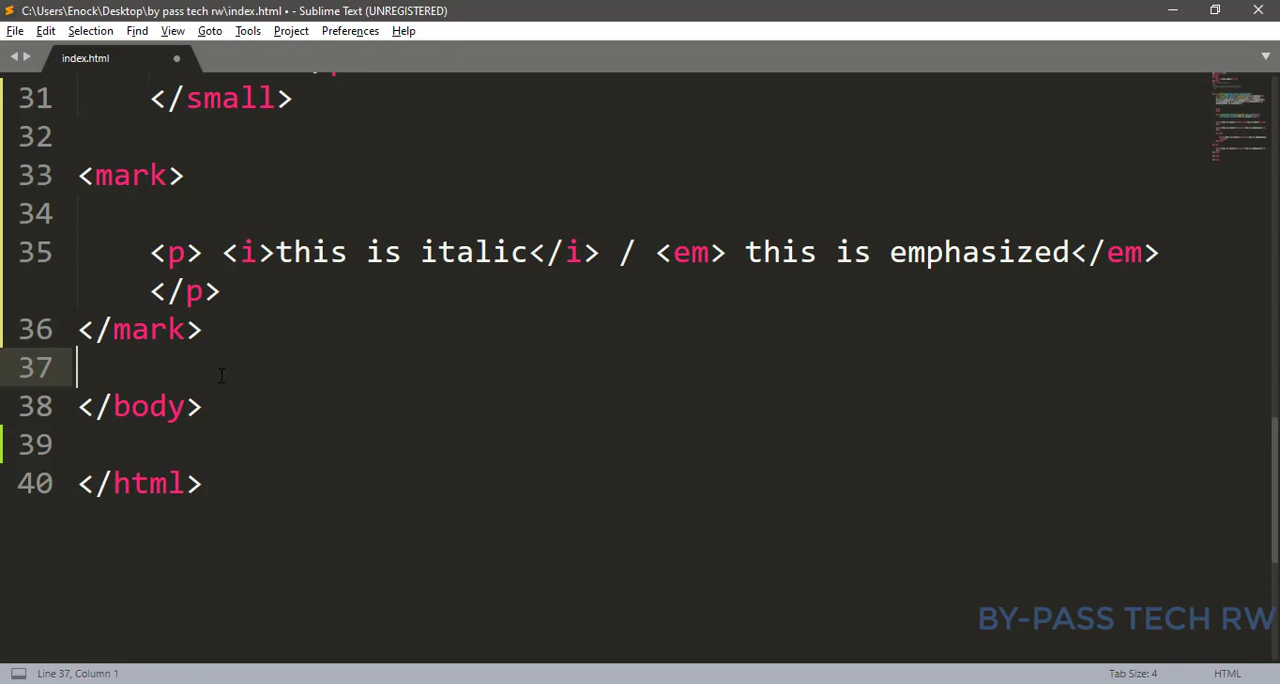 C:\Users\Enock\Desktop\by pass tech rw\index.html • - Sublime Text (UNREGISTERED)
File Edit Selection Find View Goto Tools Project Preferences Help
index.html
31 </small>
32
33 <mark>
34
35 <p> <i>this is italic</i> / <em> this is emphasized</em>
</p>
36 </mark>
37
38 </body>
39
40 </html>
BY-PASS TECH RW
Line 37, Column 1 Tab Size: 4 HTML